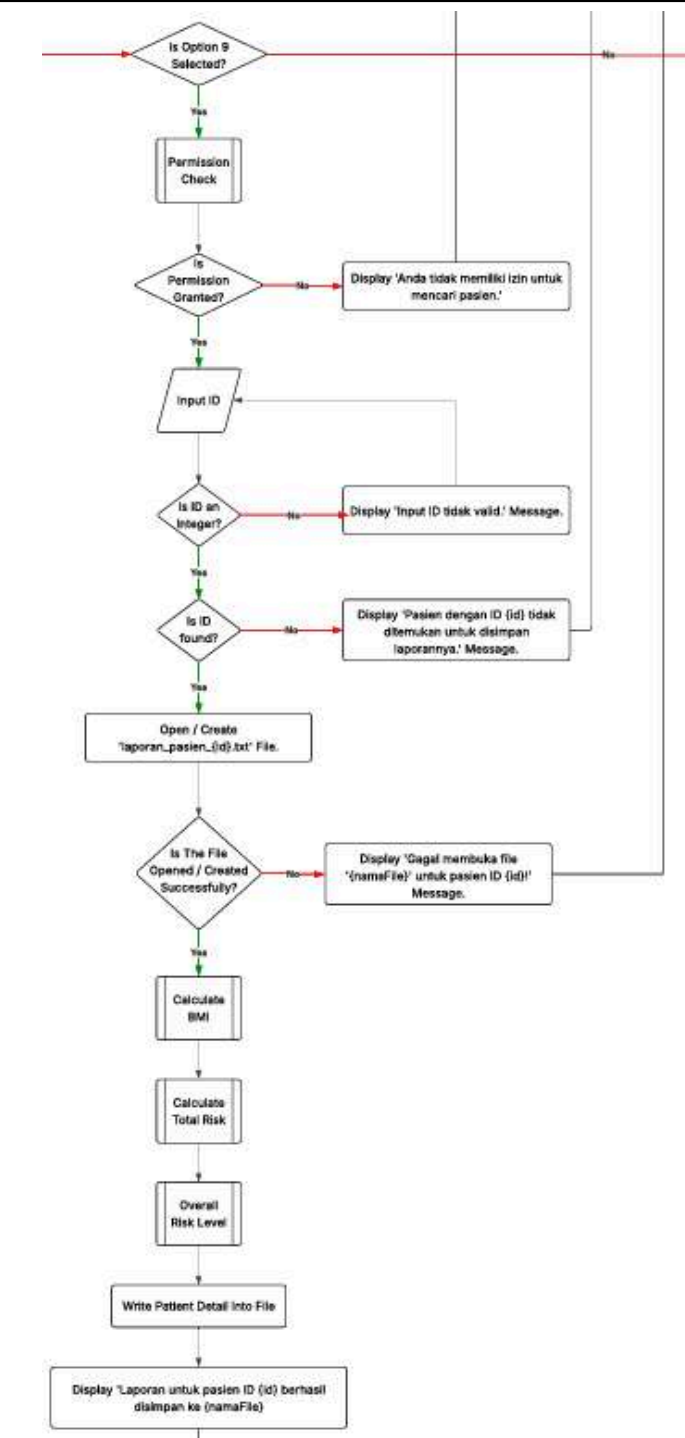 Is Option 9
Selected?
No
Yes
Permission
Check
Is
Permission
Granted?
No
Display 'Anda tidak memiliki izin untuk
mencari pasien.'
Yes
Input ID
Is ID an
Integer?
No
Display 'Input ID tidak valid.' Message.
Yes
Is ID
found?
No
Display 'Pasien dengan ID {id} tidak
ditemukan untuk disimpan
laporannya.' Message.
Yes
Open / Create
'laporan_pasien_{id}.txt' File.
Is The File
Opened / Created
Successfully?
No
Display 'Gagal membuka file
'{namaFile}' untuk pasien ID {id}!'
Message.
Yes
Calculate
BMI
Calculate
Total Risk
Overall
Risk Level
Write Patient Detail Into File
Display 'Laporan untuk pasien ID {id} berhasil
disimpan ke {namaFile}